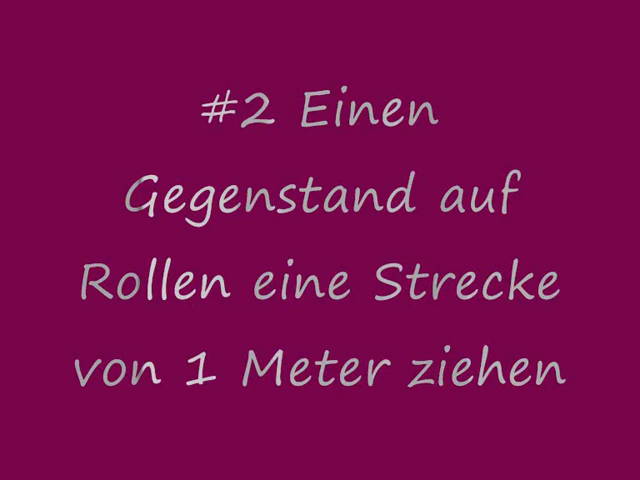 #2 Einen
Gegenstand auf
Rollen eine Strecke
von 1 Meter ziehen